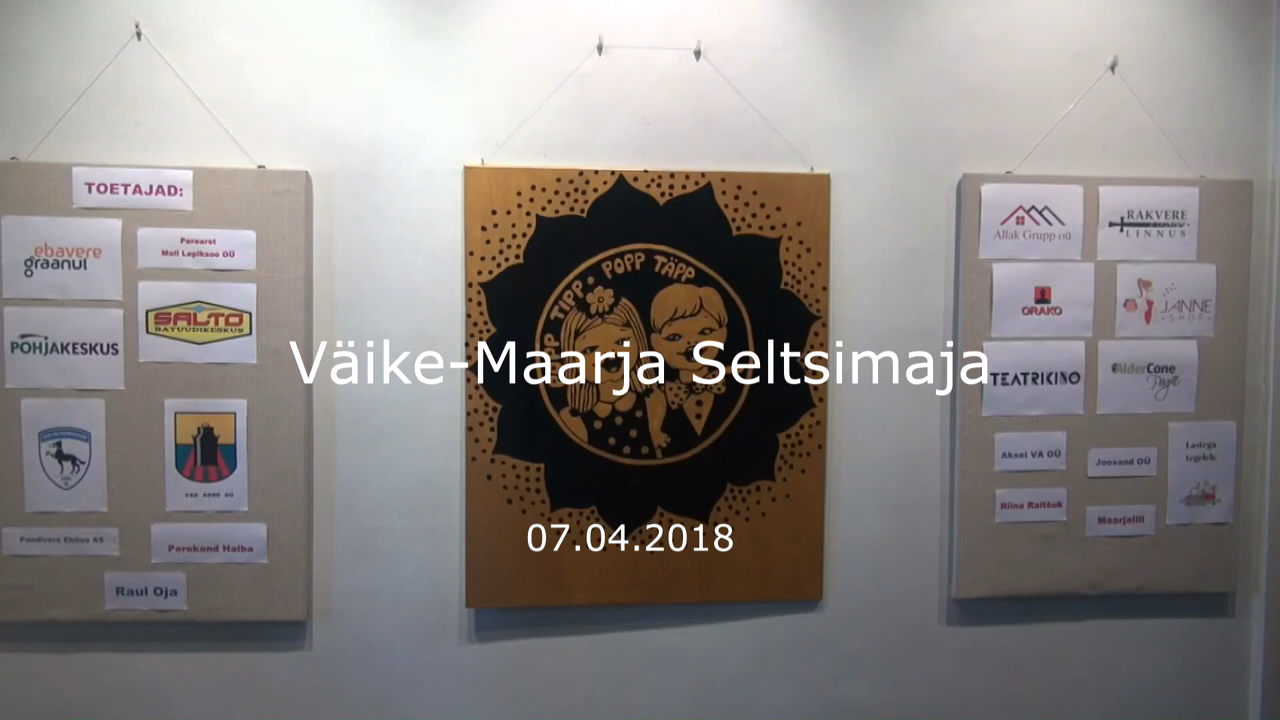 TOETAJAD:
ebavere
graanul
Perearst
Mall Lepiksoo OÜ
PÕHJAKESKUS
SALTO
BATUUDIKESKUS
Pandivere Ehitus AS
Perekond Halba
Raul Oja
TIPP. POPP TÄPP
Väike-Maarja Seltsimaja
07.04.2018
Allak Grupp oü
RAKVERE
LINNUS
ORAKO
JANNE
SHOP
TEATRIKINO
AlderCone
Aksel VA OÜ
Joosand OÜ
Lastega
Riina Raitšuk
Maarjalill